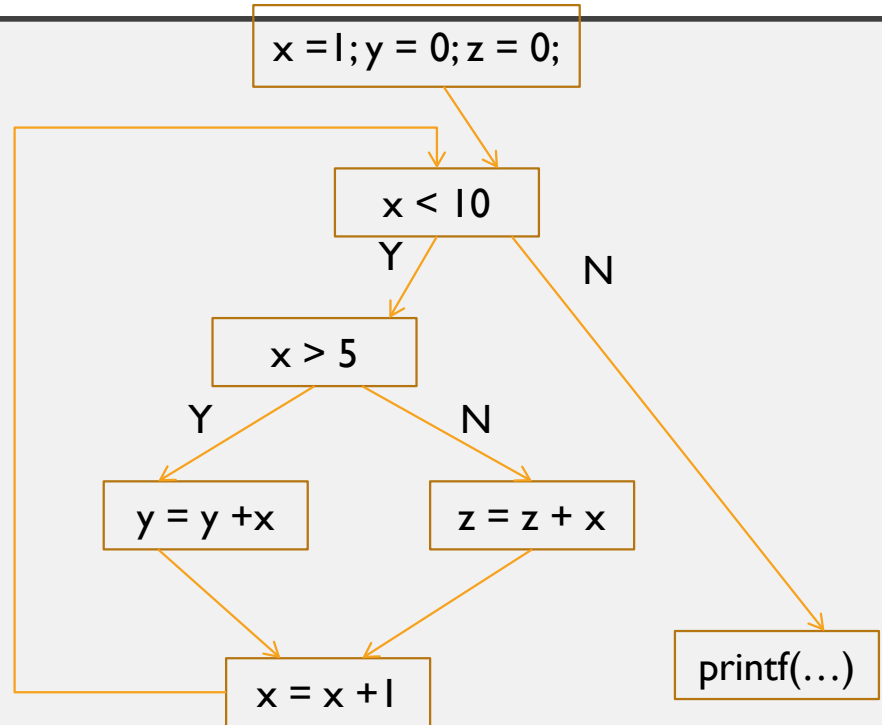 x =1; y = 0; z = 0;
x < 10
Y
N
x > 5
Y
N
y = y +x
z = z + x
x = x +1
printf(…)